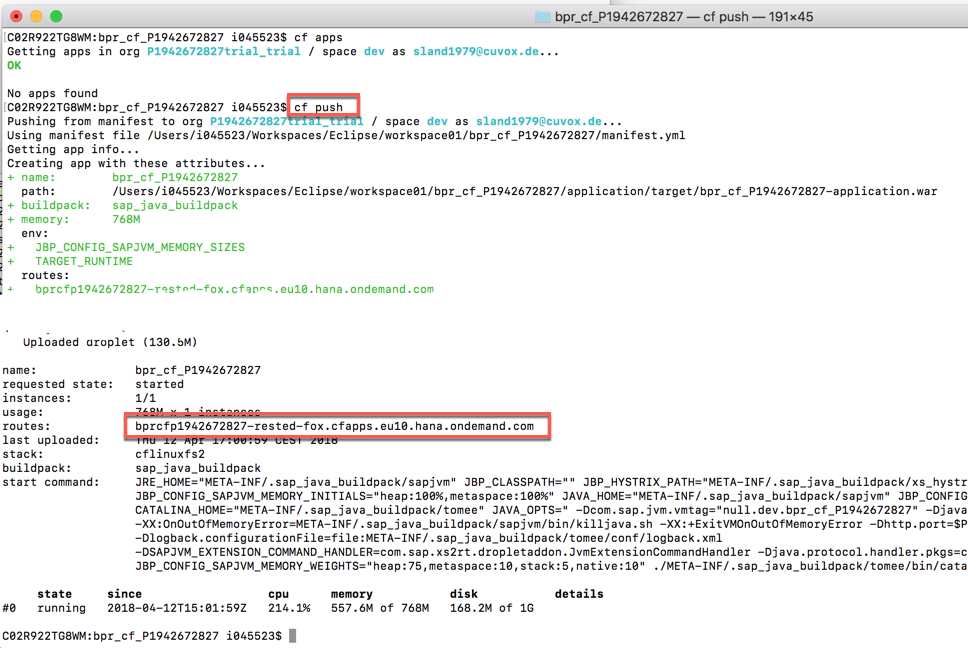 bpr_cf_P1942672827 — cf push — 191×45
[C02R922TG8WM:bpr_cf_P1942672827 i045523$ cf apps
Getting apps in org P1942672827trial_trial / space dev as sland1979@cuvox.de...
OK
No apps found
[C02R922TG8WM:bpr_cf_P1942672827 i045523$ cf push
Pushing from manifest to org P1942672827trial_trial / space dev as sland1979@cuvox.de...
Using manifest file /Users/i045523/Workspaces/Eclipse/workspace01/bpr_cf_P1942672827/manifest.yml
Getting app info...
Creating app with these attributes...
+ name: bpr_cf_P1942672827
path: /Users/i045523/Workspaces/Eclipse/workspace01/bpr_cf_P1942672827/application/target/bpr_cf_P1942672827-application.war
+ buildpack: sap_java_buildpack
+ memory: 768M
env:
+ JBP_CONFIG_SAPJVM_MEMORY_SIZES
+ TARGET_RUNTIME
routes:
+ bprcfp1942672827-rested-fox.cfapps.eu10.hana.ondemand.com
Uploaded droplet (130.5M)
name: bpr_cf_P1942672827
requested state: started
instances: 1/1
usage: 768M x 1 instances
routes: bprcfp1942672827-rested-fox.cfapps.eu10.hana.ondemand.com
last uploaded: Thu 12 Apr 17:00:59 CEST 2018
stack: cflinuxfs2
buildpack: sap_java_buildpack
start command: JRE_HOME="META-INF/.sap_java_buildpack/sapjvm" JBP_CLASSPATH="" JBP_HYSTRIX_PATH="META-INF/.sap_java_buildpack/xs_hystr
JBP_CONFIG_SAPJVM_MEMORY_INITIALS="heap:100%,metaspace:100%" JAVA_HOME="META-INF/.sap_java_buildpack/sapjvm" JBP_CONFIG
CATALINA_HOME="META-INF/.sap_java_buildpack/tomee" JAVA_OPTS=" -Dcom.sap.jvm.vmtag="null.dev.bpr_cf_P1942672827" -Djava
-XX:OnOutOfMemoryError=META-INF/.sap_java_buildpack/sapjvm/bin/killjava.sh -XX:+ExitVMOnOutOfMemoryError -Dhttp.port=$P
-Dlogback.configurationFile=file:META-INF/.sap_java_buildpack/tomee/conf/logback.xml
-DSAPJVM_EXTENSION_COMMAND_HANDLER=com.sap.xs2rt.dropletaddon.JvmExtensionCommandHandler -Djava.protocol.handler.pkgs=c
JBP_CONFIG_SAPJVM_MEMORY_WEIGHTS="heap:75,metaspace:10,stack:5,native:10" ./META-INF/.sap_java_buildpack/tomee/bin/cata
state since cpu memory disk details
#0 running 2018-04-12T15:01:59Z 214.1% 557.6M of 768M 168.2M of 1G
C02R922TG8WM:bpr_cf_P1942672827 i045523$